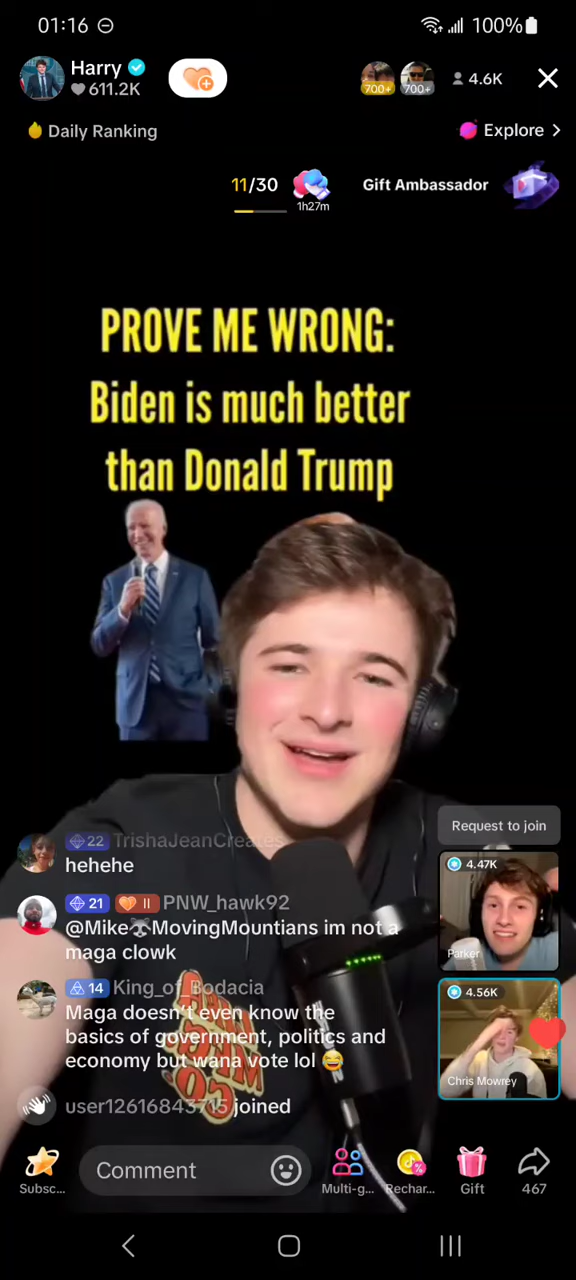 01:16
100%
Harry
611.2K
700+
700+
4.6K
Daily Ranking
Explore >
11/30
1h27m
Gift Ambassador
PROVE ME WRONG:
Biden is much better
than Donald Trump
Request to join
22 TrishaJeanCreates
hehehe
4.47K
Parker
21 II PNW_hawk92
@Mike MovingMountians im not a
maga clowk
14 King_of_Bodacia
Maga doesn't even know the
basics of government, politics and
economy but wana vote lol 😂
4.56K
Chris Mowrey
user12616843715 joined
Comment
Subsc...
Multi-g...
Rechar...
Gift
467